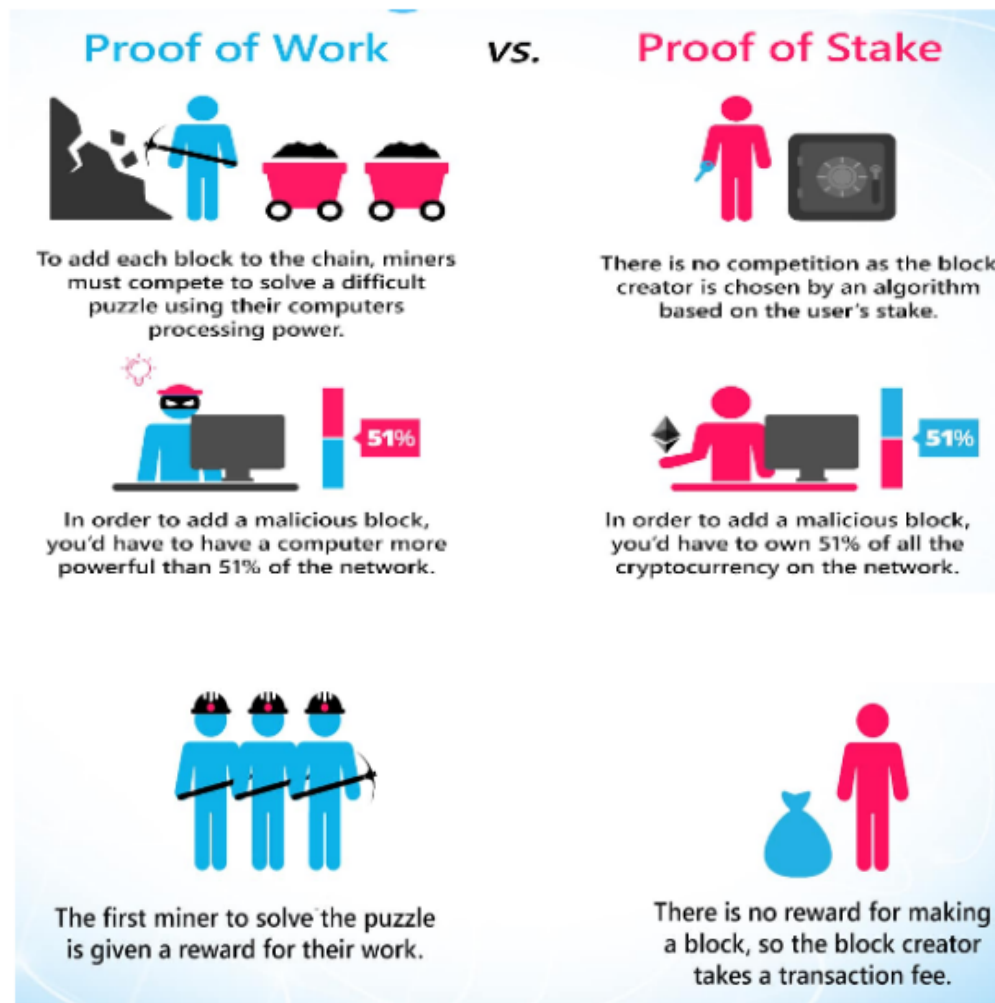 Proof of Work vs. Proof of Stake
To add each block to the chain, miners
must compete to solve a difficult
puzzle using their computers
processing power.
There is no competition as the block
creator is chosen by an algorithm
based on the user's stake.
51%
51%
In order to add a malicious block,
you'd have to have a computer more
powerful than 51% of the network.
In order to add a malicious block,
you'd have to own 51% of all the
cryptocurrency on the network.
The first miner to solve the puzzle
is given a reward for their work.
There is no reward for making
a block, so the block creator
takes a transaction fee.